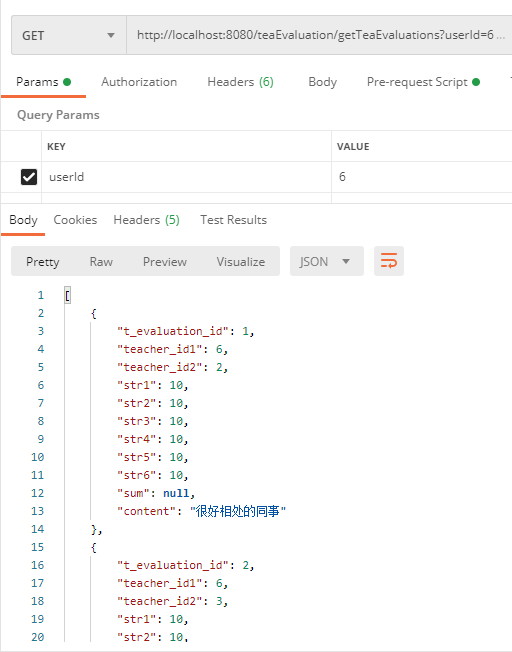 GET http://localhost:8080/teaEvaluation/getTeaEvaluations?userId=6 ...
Params Authorization Headers (6) Body Pre-request Script
Query Params
KEY VALUE
userId 6
Body Cookies Headers (5) Test Results
Pretty Raw Preview Visualize JSON
1 [
2 {
3 "t_evaluation_id": 1,
4 "teacher_id1": 6,
5 "teacher_id2": 2,
6 "str1": 10,
7 "str2": 10,
8 "str3": 10,
9 "str4": 10,
10 "str5": 10,
11 "str6": 10,
12 "sum": null,
13 "content": "很好相处的同事"
14 },
15 {
16 "t_evaluation_id": 2,
17 "teacher_id1": 6,
18 "teacher_id2": 3,
19 "str1": 10,
20 "str2": 10,